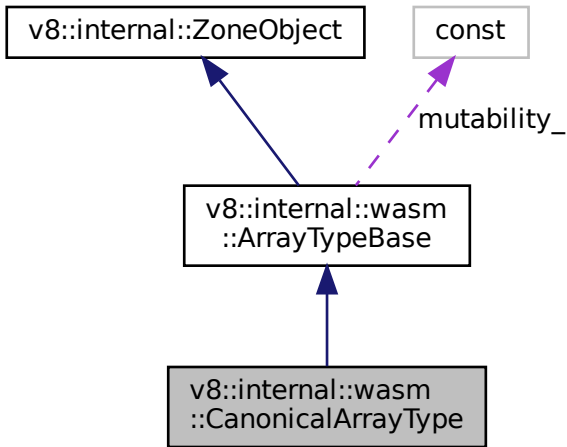 v8::internal::ZoneObject
const
mutability_
v8::internal::wasm
::ArrayTypeBase
v8::internal::wasm
::CanonicalArrayType